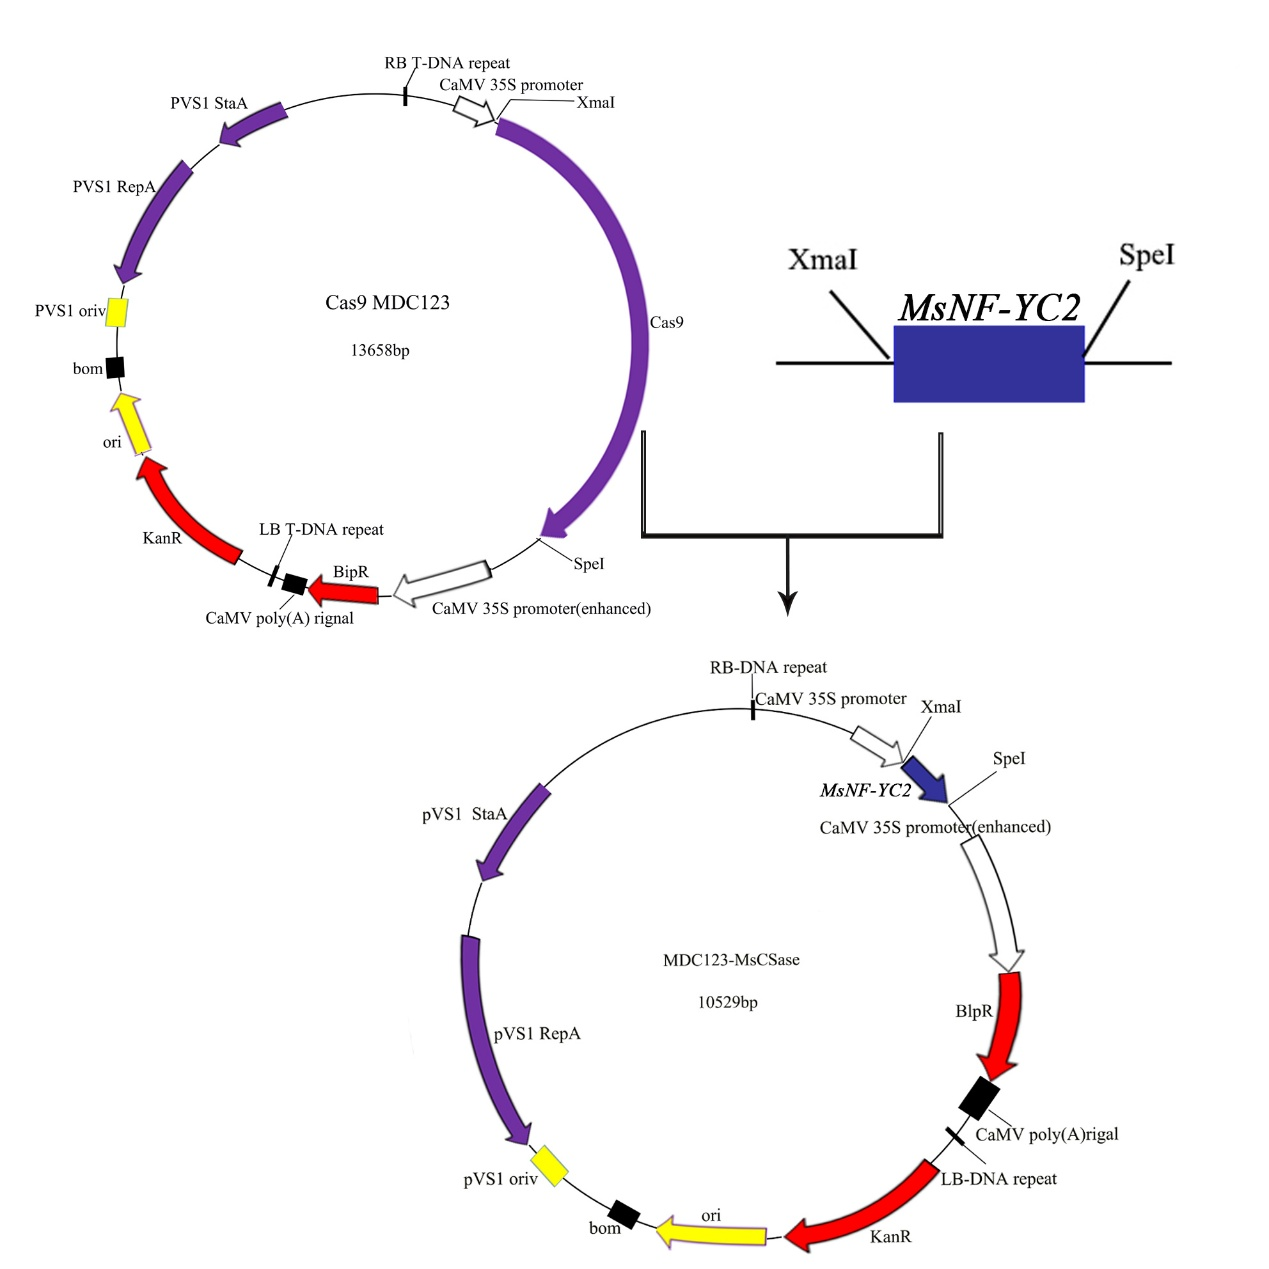 RB T-DNA repeat
CaMV 35S promoter
XmaI
PVS1 StaA
PVS1 RepA
Cas9 MDC123
13658bp
PVS1 oriv
Cas9
bom
ori
KanR
LB T-DNA repeat
BipR
SpeI
CaMV 35S promoter(enhanced)
CaMV poly(A) rignal
XmaI
SpeI
MsNF-YC2
RB-DNA repeat
CaMV 35S promoter
XmaI
SpeI
MsNF-YC2
CaMV 35S promoter(enhanced)
pVS1 StaA
MDC123-MsCSase
10529bp
BlpR
pVS1 RepA
CaMV poly(A)rigal
LB-DNA repeat
pVS1 oriv
bom
ori
KanR